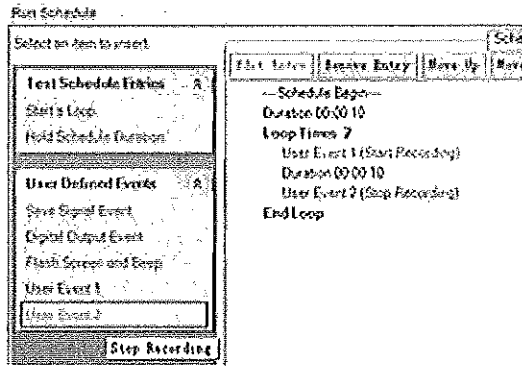 Run Schedule
Select an item to insert.
Test Schedule Entries
Start a Loop
Hold Schedule Duration
User Defined Events
Save Signal Event
Digital Output Event
Flash Screen and Beep
User Event 1
User Event 2
Stop Recording
Sche
Edit Entry
Remove Entry
Move Up
Move
---Schedule Begin---
Duration 00:00:10
Loop Times 2
User Event 1 (Start Recording)
Duration 00:00:10
User Event 2 (Stop Recording)
End Loop